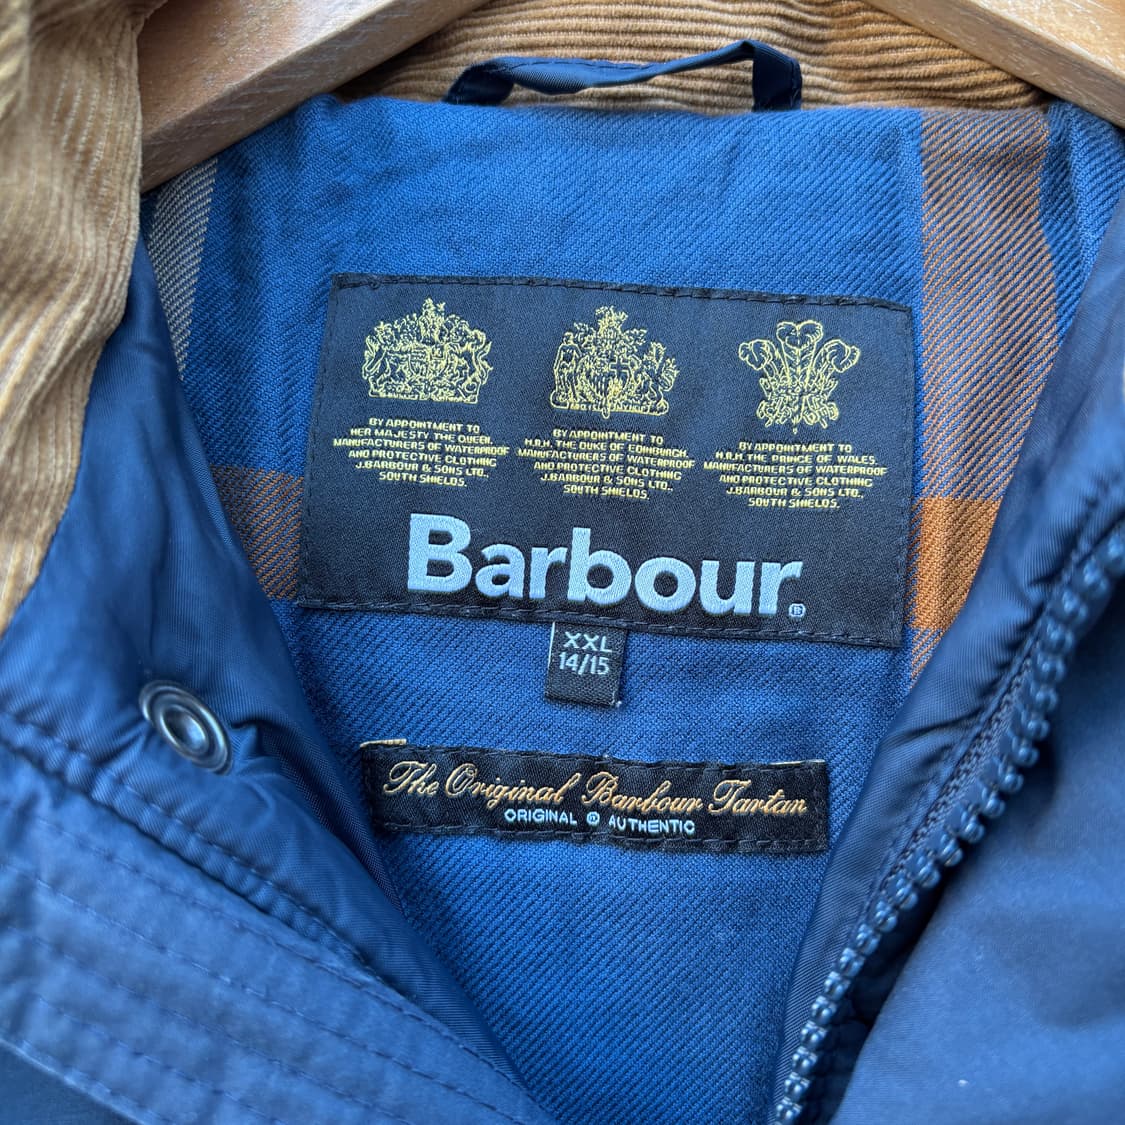 BY APPOINTMENT TO
HER MAJESTY THE QUEEN.
MANUFACTURERS OF WATERPROOF
AND PROTECTIVE CLOTHING
J.BARBOUR & SONS LTD.,
SOUTH SHIELDS.
BY APPOINTMENT TO
H.R.H. THE DUKE OF EDINBURGH.
MANUFACTURERS OF WATERPROOF
AND PROTECTIVE CLOTHING
J.BARBOUR & SONS LTD.,
SOUTH SHIELDS.
BY APPOINTMENT TO
H.R.H. THE PRINCE OF WALES.
MANUFACTURERS OF WATERPROOF
AND PROTECTIVE CLOTHING
J.BARBOUR & SONS LTD.,
SOUTH SHIELDS.
Barbour®
XXL
14/15
The Original Barbour Tartan
ORIGINAL ® AUTHENTIC